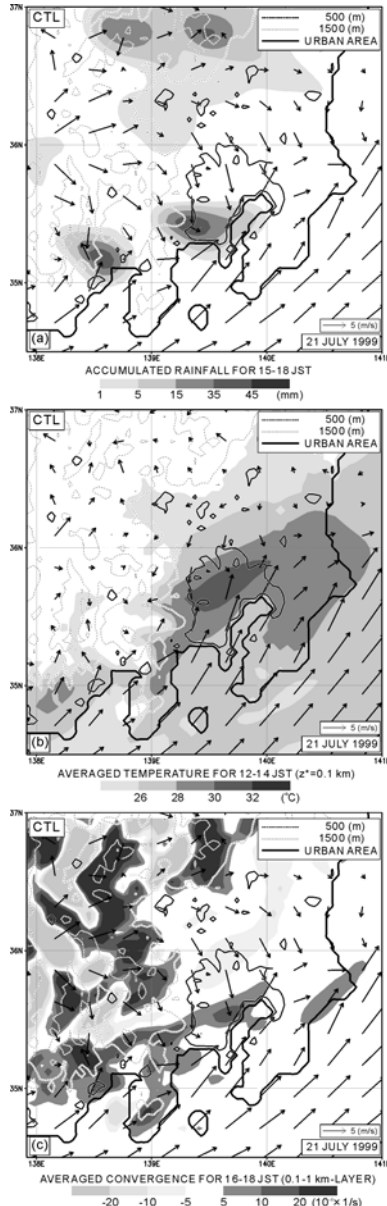 37N
CTL
500 (m)
1500 (m)
URBAN AREA
36N
35N
(a)
5 (m/s)
21 JULY 1999
138E 139E 140E 141E
ACCUMULATED RAINFALL FOR 15-18 JST
1 5 15 35 45 (mm)
37N
CTL
500 (m)
1500 (m)
URBAN AREA
36N
35N
(b)
5 (m/s)
21 JULY 1999
138E 139E 140E 141E
AVERAGED TEMPERATURE FOR 12-14 JST (z*=0.1 km)
26 28 30 32 (℃)
37N
CTL
500 (m)
1500 (m)
URBAN AREA
36N
35N
(c)
5 (m/s)
21 JULY 1999
138E 139E 140E 141E
AVERAGED CONVERGENCE FOR 16-18 JST (0.1-1 km-LAYER)
-20 -10 -5 5 10 20